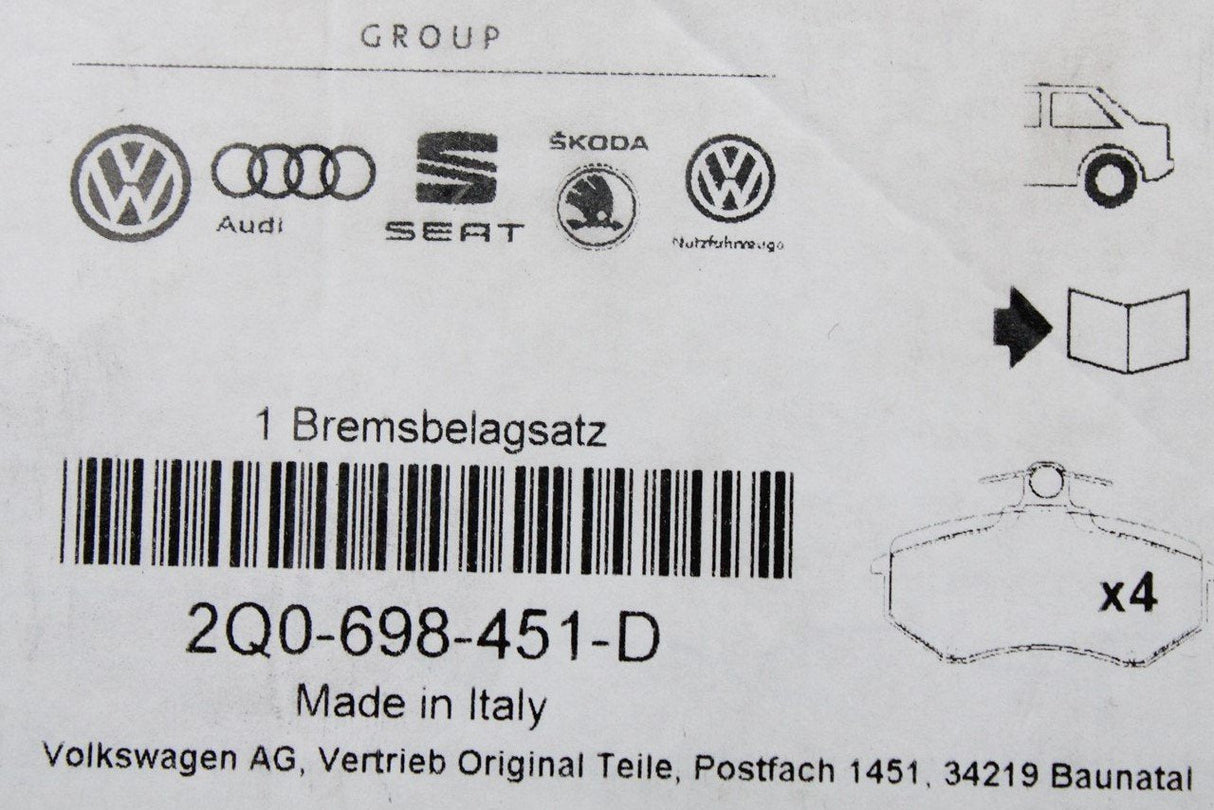 GROUP
Audi
SEAT
ŠKODA
Nutzfahrzeuge
1 Bremsbelagsatz
x4
2Q0-698-451-D
Made in Italy
Volkswagen AG, Vertrieb Original Teile, Postfach 1451, 34219 Baunatal